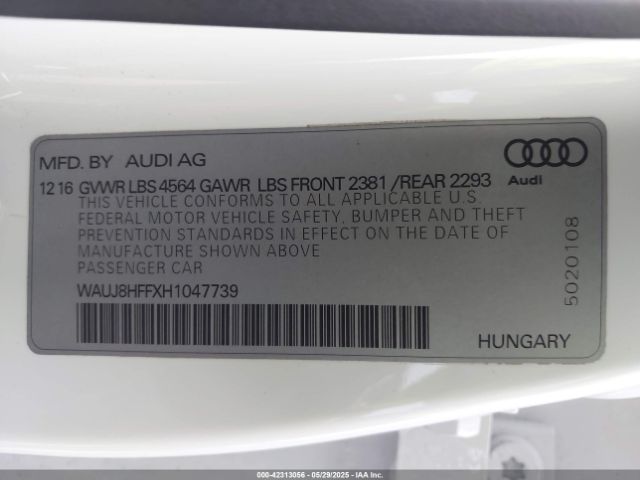 MFD. BY AUDI AG
Audi
12 16 GVWR LBS 4564 GAWR LBS FRONT 2381 /REAR 2293
THIS VEHICLE CONFORMS TO ALL APPLICABLE U.S.
FEDERAL MOTOR VEHICLE SAFETY, BUMPER AND THEFT
PREVENTION STANDARDS IN EFFECT ON THE DATE OF
MANUFACTURE SHOWN ABOVE
PASSENGER CAR
WAUJ8HFFXH1047739
5020108
HUNGARY
000-42313056 - 05/29/2025 - IAAI.COM